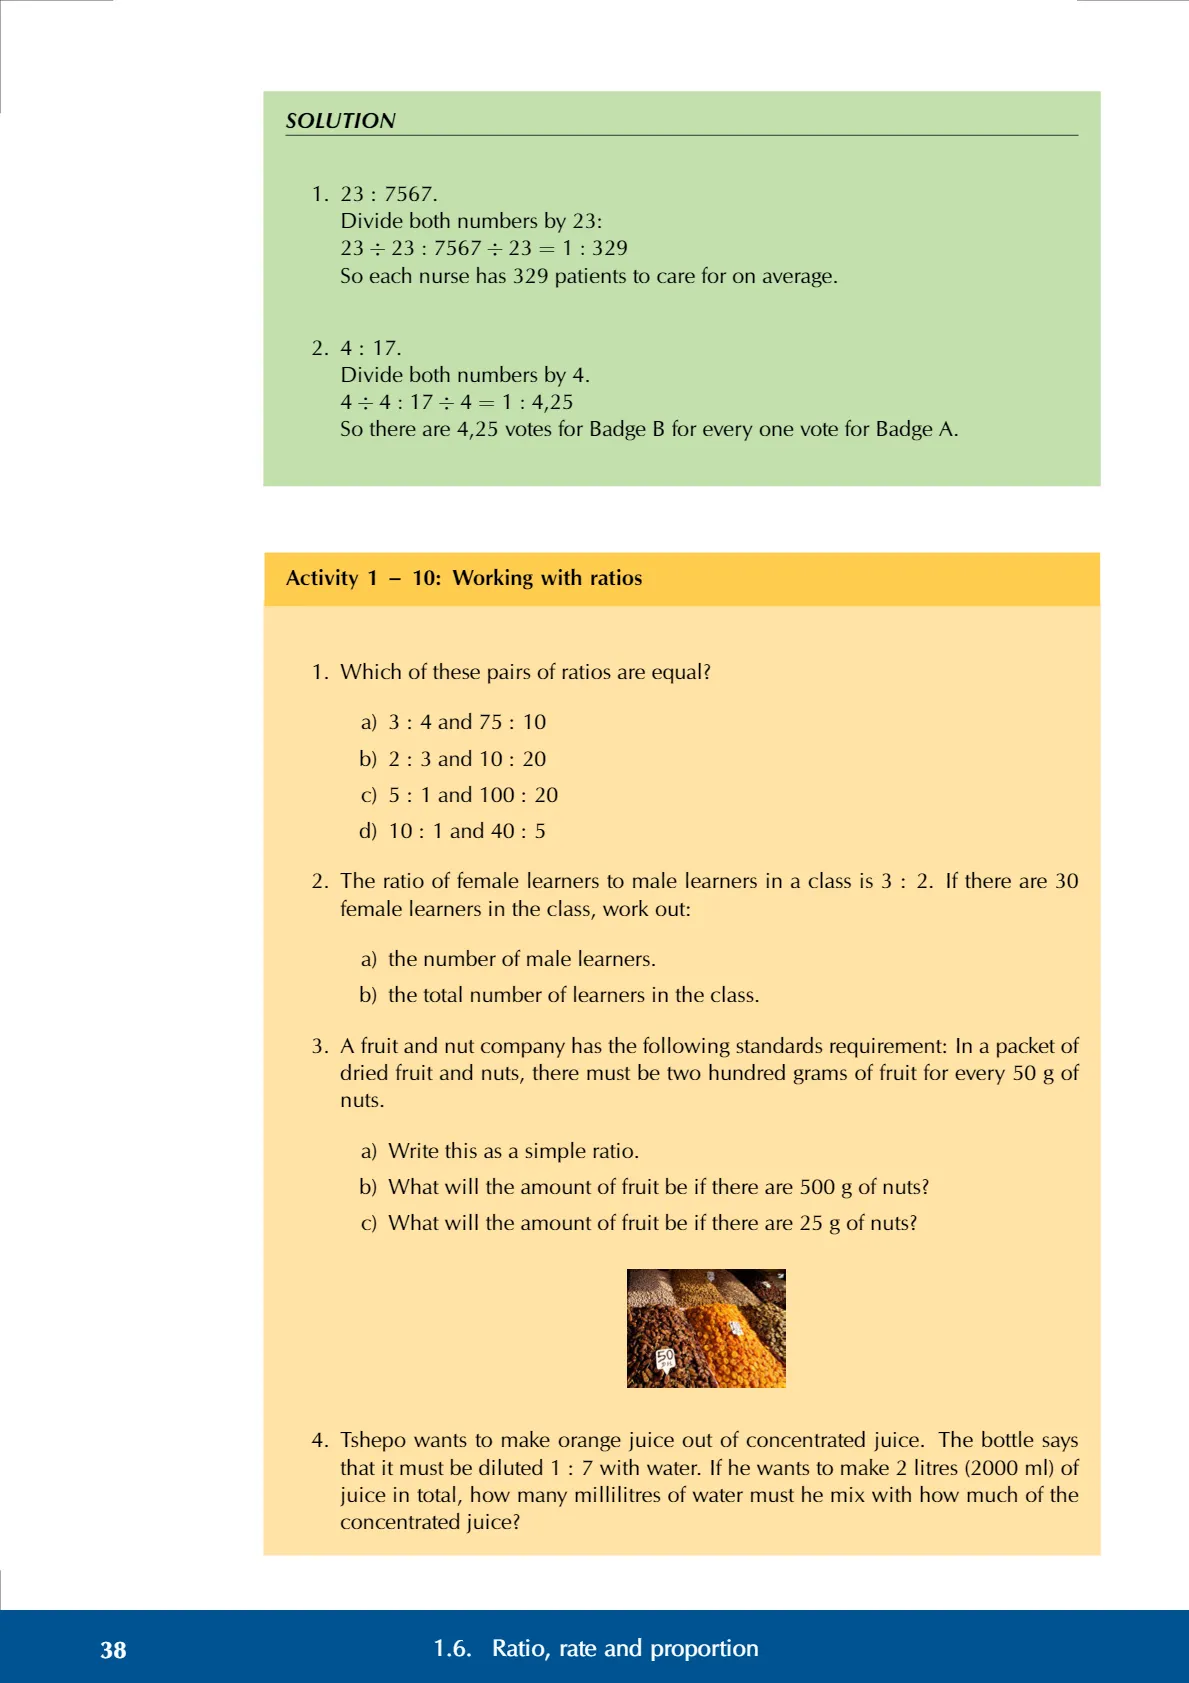 SOLUTION
1. 23 : 7567.
Divide both numbers by 23:
23 ÷ 23 : 7567 ÷ 23 = 1 : 329
So each nurse has 329 patients to care for on average.
2. 4 : 17.
Divide both numbers by 4.
4 ÷ 4 : 17 ÷ 4 = 1 : 4,25
So there are 4,25 votes for Badge B for every one vote for Badge A.
Activity 1 – 10: Working with ratios
1. Which of these pairs of ratios are equal?
a) 3 : 4 and 75 : 10
b) 2 : 3 and 10 : 20
c) 5 : 1 and 100 : 20
d) 10 : 1 and 40 : 5
2. The ratio of female learners to male learners in a class is 3 : 2. If there are 30
female learners in the class, work out:
a) the number of male learners.
b) the total number of learners in the class.
3. A fruit and nut company has the following standards requirement: In a packet of
dried fruit and nuts, there must be two hundred grams of fruit for every 50 g of
nuts.
a) Write this as a simple ratio.
b) What will the amount of fruit be if there are 500 g of nuts?
c) What will the amount of fruit be if there are 25 g of nuts?
50
4. Tshepo wants to make orange juice out of concentrated juice. The bottle says
that it must be diluted 1 : 7 with water. If he wants to make 2 litres (2000 ml) of
juice in total, how many millilitres of water must he mix with how much of the
concentrated juice?
38 1.6. Ratio, rate and proportion